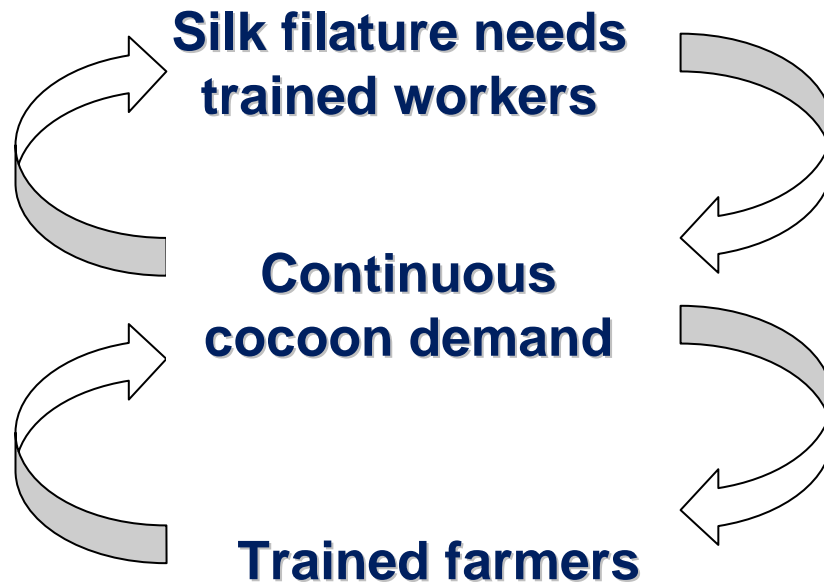 Silk filature needs
trained workers
Continuous
cocoon demand
Trained farmers